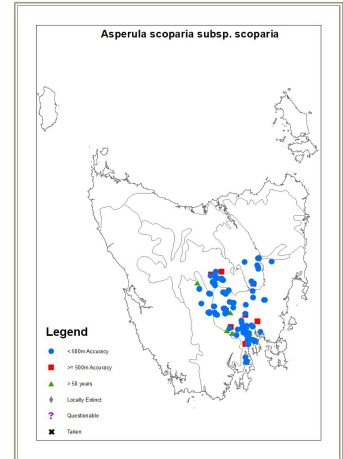 Asperula scoparia subsp. scoparia
Legend
< 500m Accuracy
>= 500m Accuracy
> 50 years
Locally Extinct
? Questionable
Taken